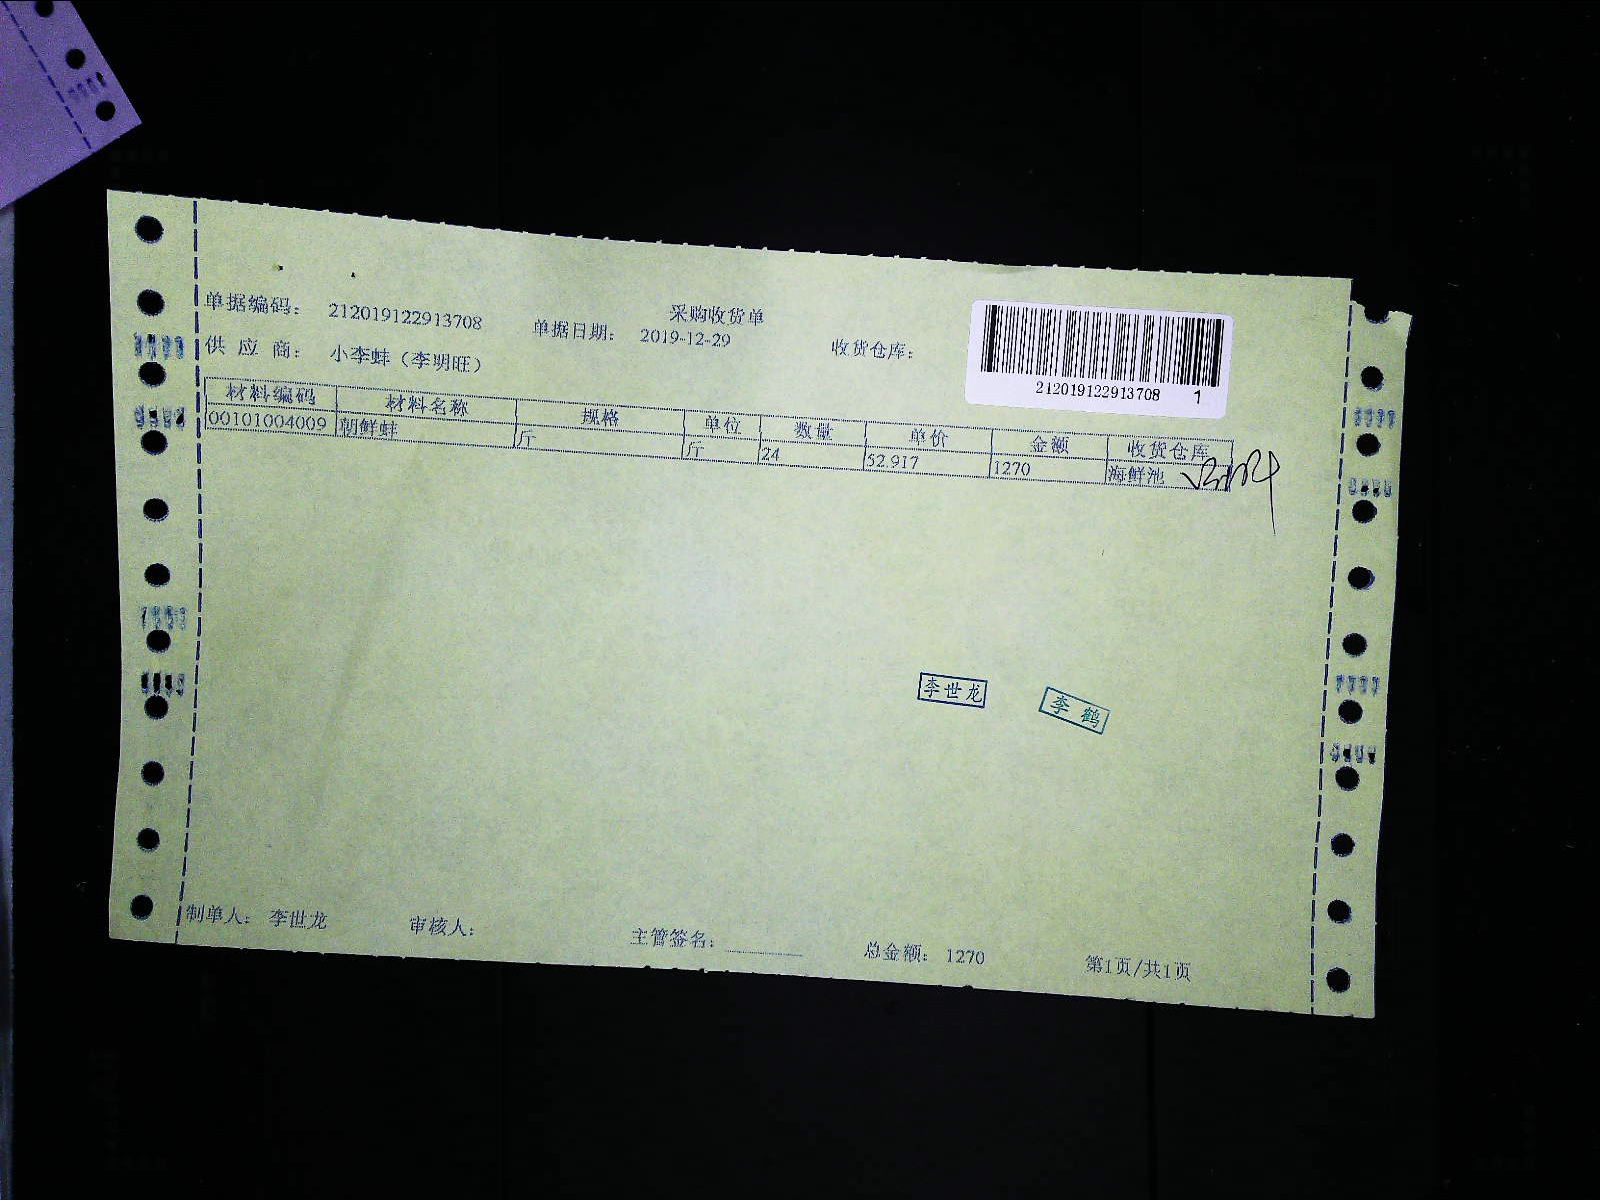 采购收货单
单据编码： 212019122913708 单据日期： 2019-12-29 收货仓库：
供 应 商： 小李蚌（李明旺）
212019122913708 1
材料编码 材料名称 规格 单位 数量 单价 金额 收货仓库
00101004009 朝鲜蚌 斤 斤 24 52.917 1270 海鲜池
李世龙 李鹤
制单人： 李世龙 审核人： 主管签名： 总金额： 1270 第1页/共1页